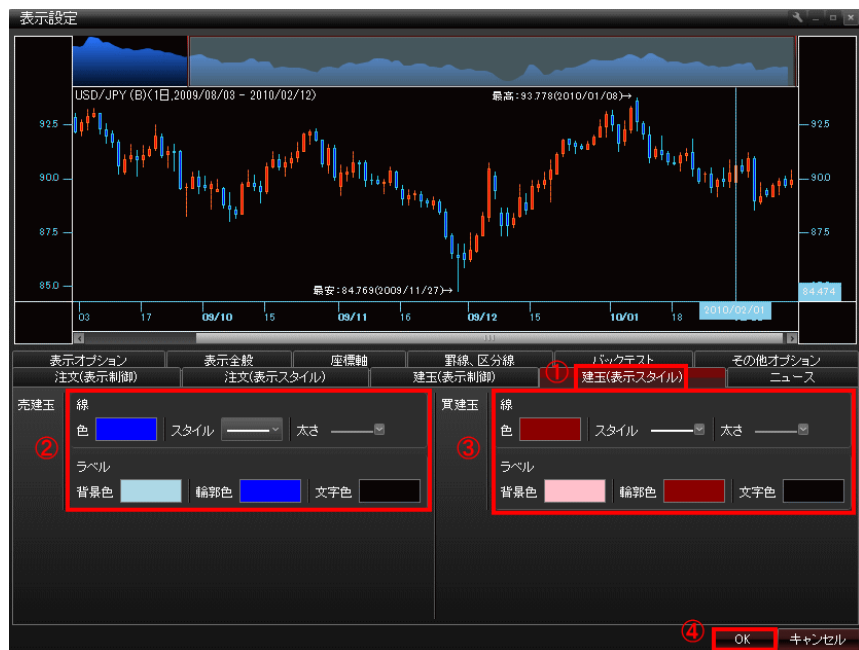 表示設定
USD/JPY (B)(1日,2009/08/03 - 2010/02/12)
最高:93.778(2010/01/08)→
92.5
92.5
90.0
90.0
87.5
87.5
85.0
最安:84.769(2009/11/27)→
84.474
03 17 09/10 15 09/11 16 09/12 15 10/01 18 2010/02/01
表示オプション 表示全般 座標軸 罫線、区分線 バックテスト その他オプション
注文(表示制御) 注文(表示スタイル) 建玉(表示制御) ① 建玉(表示スタイル) ニュース
売建玉 線
色 スタイル 太さ
②
ラベル
背景色 輪郭色 文字色
買建玉 線
色 スタイル 太さ
③
ラベル
背景色 輪郭色 文字色
④ OK キャンセル